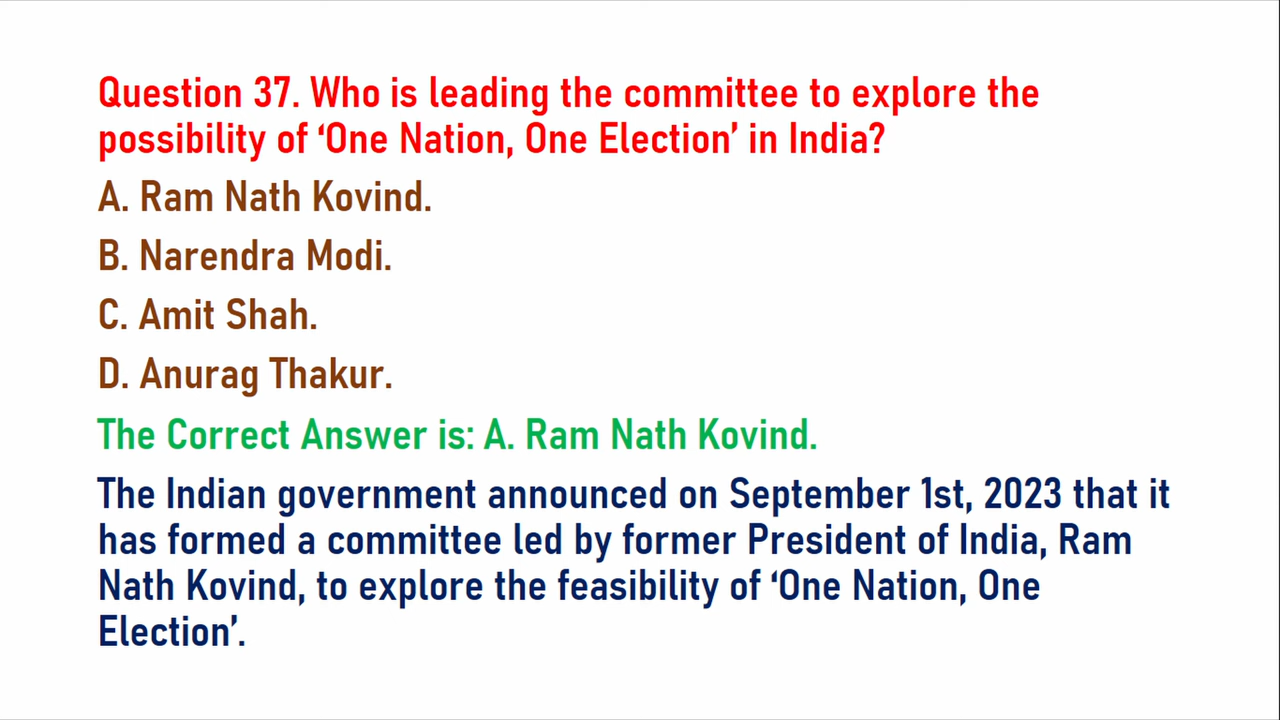 Question 37. Who is leading the committee to explore the
possibility of ‘One Nation, One Election’ in India?
A. Ram Nath Kovind.
B. Narendra Modi.
C. Amit Shah.
D. Anurag Thakur.
The Correct Answer is: A. Ram Nath Kovind.
The Indian government announced on September 1st, 2023 that it
has formed a committee led by former President of India, Ram
Nath Kovind, to explore the feasibility of ‘One Nation, One
Election’.